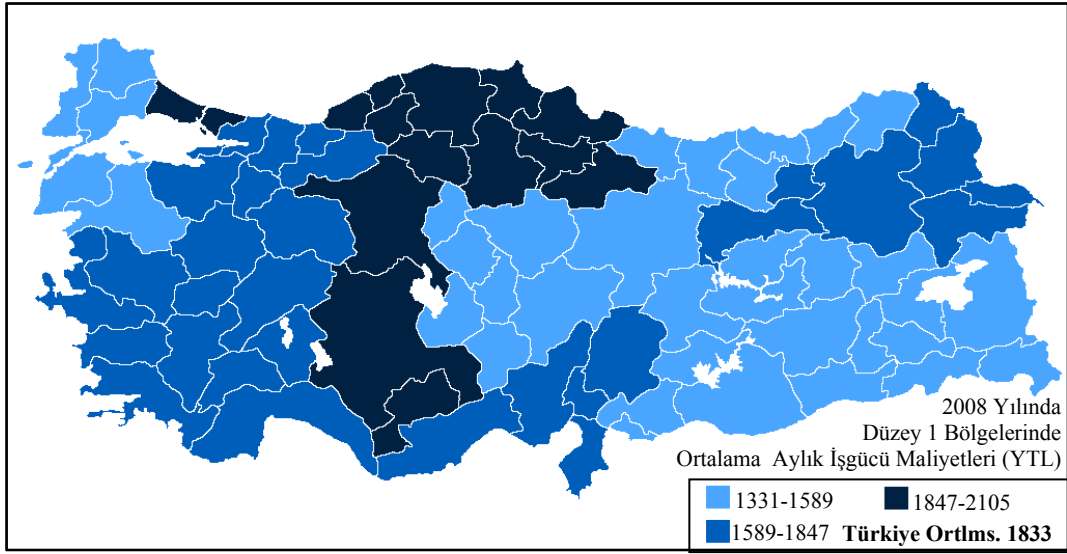 2008 Yılında
Düzey 1 Bölgelerinde
Ortalama Aylık İşgücü Maliyetleri (YTL)
1331-1589 1847-2105
1589-1847 Türkiye Ortlms. 1833